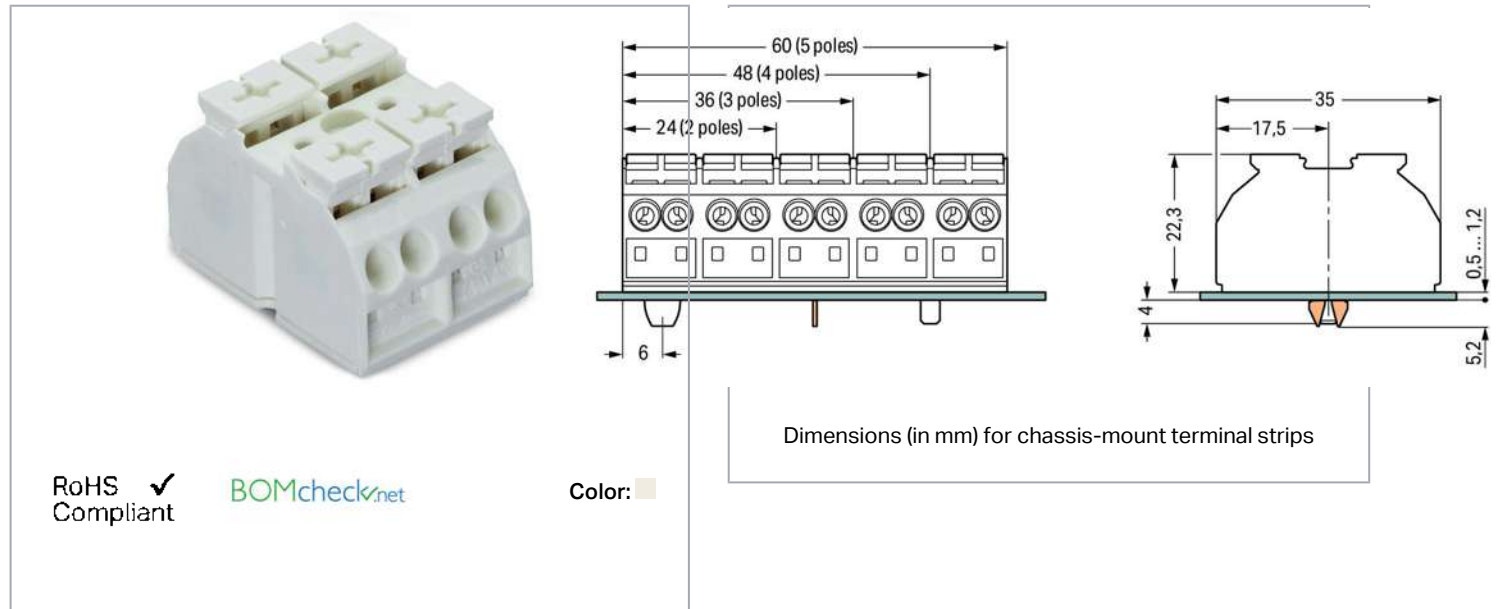 60 (5 poles)
48 (4 poles)
36 (3 poles)
24 (2 poles)
6
35
17,5
22,3
0,5 ... 1,2
4
5,2
Dimensions (in mm) for chassis-mount terminal strips
RoHS ✓
Compliant
BOMcheck.net
Color: